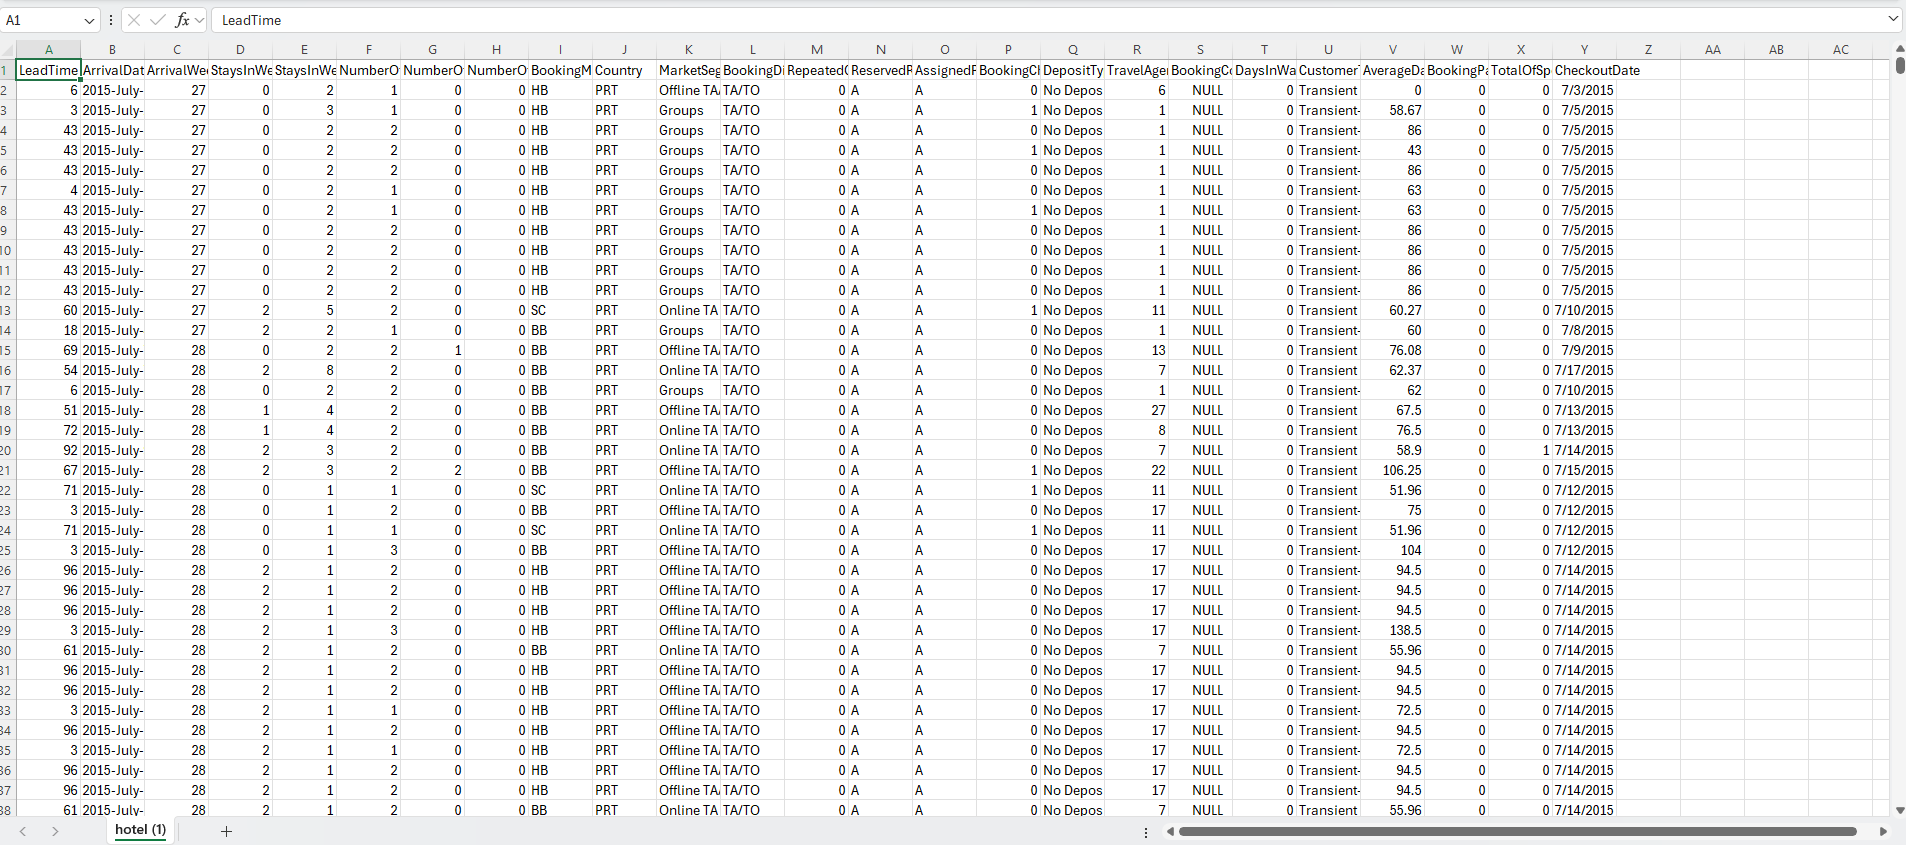 A1 fx LeadTime
A B C D E F G H I J K L M N O P Q R S T U V W X Y Z AA AB AC
1 LeadTime ArrivalDat ArrivalWee StaysInWe StaysInWe NumberO NumberO NumberO BookingM Country MarketSeg BookingDi RepeatedG ReservedR AssignedR BookingCh DepositTy TravelAge BookingCo DaysInWa Customer AverageDa BookingPa TotalOfSp CheckoutDate
2 6 2015-July- 27 0 2 1 0 0 HB PRT Offline TA/ TA/TO 0 A A 0 No Depos 6 NULL 0 Transient 0 0 0 7/3/2015
3 3 2015-July- 27 0 3 1 0 0 HB PRT Groups TA/TO 0 A A 1 No Depos 1 NULL 0 Transient- 58.67 0 0 7/5/2015
4 43 2015-July- 27 0 2 2 0 0 HB PRT Groups TA/TO 0 A A 0 No Depos 1 NULL 0 Transient- 86 0 0 7/5/2015
5 43 2015-July- 27 0 2 2 0 0 HB PRT Groups TA/TO 0 A A 1 No Depos 1 NULL 0 Transient- 43 0 0 7/5/2015
6 43 2015-July- 27 0 2 2 0 0 HB PRT Groups TA/TO 0 A A 0 No Depos 1 NULL 0 Transient- 86 0 0 7/5/2015
7 4 2015-July- 27 0 2 1 0 0 HB PRT Groups TA/TO 0 A A 0 No Depos 1 NULL 0 Transient- 63 0 0 7/5/2015
8 43 2015-July- 27 0 2 1 0 0 HB PRT Groups TA/TO 0 A A 1 No Depos 1 NULL 0 Transient- 63 0 0 7/5/2015
9 43 2015-July- 27 0 2 2 0 0 HB PRT Groups TA/TO 0 A A 0 No Depos 1 NULL 0 Transient- 86 0 0 7/5/2015
10 43 2015-July- 27 0 2 2 0 0 HB PRT Groups TA/TO 0 A A 0 No Depos 1 NULL 0 Transient- 86 0 0 7/5/2015
11 43 2015-July- 27 0 2 2 0 0 HB PRT Groups TA/TO 0 A A 0 No Depos 1 NULL 0 Transient- 86 0 0 7/5/2015
12 43 2015-July- 27 0 2 2 0 0 HB PRT Groups TA/TO 0 A A 0 No Depos 1 NULL 0 Transient- 86 0 0 7/5/2015
13 60 2015-July- 27 2 5 2 0 0 SC PRT Online TA TA/TO 0 A A 1 No Depos 11 NULL 0 Transient- 60.27 0 0 7/10/2015
14 18 2015-July- 27 2 2 1 0 0 BB PRT Groups TA/TO 0 A A 0 No Depos 1 NULL 0 Transient- 60 0 0 7/8/2015
15 69 2015-July- 28 0 2 2 1 0 BB PRT Offline TA/ TA/TO 0 A A 0 No Depos 13 NULL 0 Transient 76.08 0 0 7/9/2015
16 54 2015-July- 28 2 8 2 0 0 BB PRT Online TA TA/TO 0 A A 0 No Depos 7 NULL 0 Transient- 62.37 0 0 7/17/2015
17 6 2015-July- 28 0 2 2 0 0 BB PRT Groups TA/TO 0 A A 0 No Depos 1 NULL 0 Transient- 62 0 0 7/10/2015
18 51 2015-July- 28 1 4 2 0 0 BB PRT Offline TA/ TA/TO 0 A A 0 No Depos 27 NULL 0 Transient 67.5 0 0 7/13/2015
19 72 2015-July- 28 1 4 2 0 0 BB PRT Online TA TA/TO 0 A A 0 No Depos 8 NULL 0 Transient 76.5 0 0 7/13/2015
20 92 2015-July- 28 2 3 2 0 0 BB PRT Online TA TA/TO 0 A A 0 No Depos 7 NULL 0 Transient 58.9 0 1 7/14/2015
21 67 2015-July- 28 2 3 2 2 0 BB PRT Offline TA/ TA/TO 0 A A 1 No Depos 22 NULL 0 Transient 106.25 0 0 7/15/2015
22 71 2015-July- 28 0 1 1 0 0 SC PRT Online TA TA/TO 0 A A 1 No Depos 11 NULL 0 Transient 51.96 0 0 7/12/2015
23 3 2015-July- 28 0 1 2 0 0 BB PRT Offline TA/ TA/TO 0 A A 0 No Depos 17 NULL 0 Transient 75 0 0 7/12/2015
24 71 2015-July- 28 0 1 1 0 0 SC PRT Online TA TA/TO 0 A A 1 No Depos 11 NULL 0 Transient- 51.96 0 0 7/12/2015
25 3 2015-July- 28 0 1 3 0 0 BB PRT Offline TA/ TA/TO 0 A A 0 No Depos 17 NULL 0 Transient- 104 0 0 7/12/2015
26 96 2015-July- 28 2 1 2 0 0 HB PRT Offline TA/ TA/TO 0 A A 0 No Depos 17 NULL 0 Transient- 94.5 0 0 7/14/2015
27 96 2015-July- 28 2 1 2 0 0 HB PRT Offline TA/ TA/TO 0 A A 0 No Depos 17 NULL 0 Transient- 94.5 0 0 7/14/2015
28 96 2015-July- 28 2 1 2 0 0 HB PRT Offline TA/ TA/TO 0 A A 0 No Depos 17 NULL 0 Transient- 94.5 0 0 7/14/2015
29 3 2015-July- 28 2 1 3 0 0 HB PRT Offline TA/ TA/TO 0 A A 0 No Depos 17 NULL 0 Transient- 138.5 0 0 7/14/2015
30 61 2015-July- 28 2 1 2 0 0 BB PRT Online TA TA/TO 0 A A 0 No Depos 7 NULL 0 Transient 55.96 0 0 7/14/2015
31 96 2015-July- 28 2 1 2 0 0 HB PRT Offline TA/ TA/TO 0 A A 0 No Depos 17 NULL 0 Transient- 94.5 0 0 7/14/2015
32 96 2015-July- 28 2 1 2 0 0 HB PRT Offline TA/ TA/TO 0 A A 0 No Depos 17 NULL 0 Transient- 94.5 0 0 7/14/2015
33 3 2015-July- 28 2 1 1 0 0 HB PRT Offline TA/ TA/TO 0 A A 0 No Depos 17 NULL 0 Transient- 72.5 0 0 7/14/2015
34 96 2015-July- 28 2 1 2 0 0 HB PRT Offline TA/ TA/TO 0 A A 0 No Depos 17 NULL 0 Transient- 94.5 0 0 7/14/2015
35 3 2015-July- 28 2 1 1 0 0 HB PRT Offline TA/ TA/TO 0 A A 0 No Depos 17 NULL 0 Transient- 72.5 0 0 7/14/2015
36 96 2015-July- 28 2 1 2 0 0 HB PRT Offline TA/ TA/TO 0 A A 0 No Depos 17 NULL 0 Transient- 94.5 0 0 7/14/2015
37 96 2015-July- 28 2 1 2 0 0 HB PRT Offline TA/ TA/TO 0 A A 0 No Depos 17 NULL 0 Transient- 94.5 0 0 7/14/2015
38 61 2015-July- 28 2 1 2 0 0 BB PRT Online TA TA/TO 0 A A 0 No Depos 7 NULL 0 Transient 55.96 0 0 7/14/2015
hotel (1)